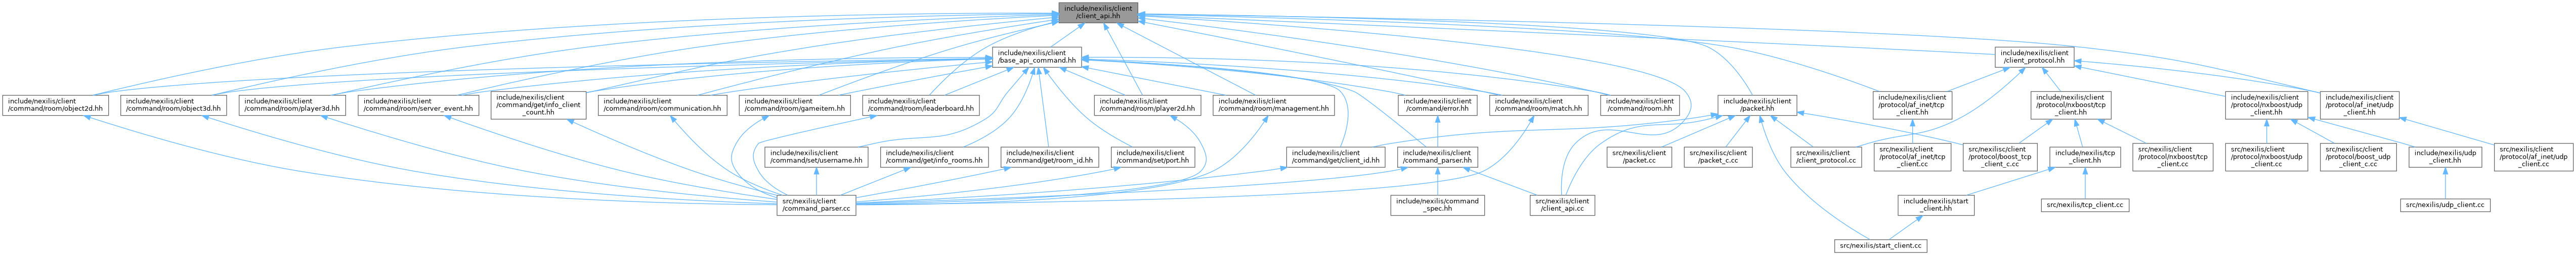 include/nexilis/client
/client_api.hh
include/nexilis/client
/base_api_command.hh
include/nexilis/client
/client_protocol.hh
include/nexilis/client
/command/room/object2d.hh
include/nexilis/client
/command/room/object3d.hh
include/nexilis/client
/command/room/player3d.hh
include/nexilis/client
/command/room/server_event.hh
include/nexilis/client
/command/get/info_client
_count.hh
include/nexilis/client
/command/room/communication.hh
include/nexilis/client
/command/room/gameitem.hh
include/nexilis/client
/command/room/leaderboard.hh
include/nexilis/client
/command/room/player2d.hh
include/nexilis/client
/command/room/management.hh
include/nexilis/client
/command/error.hh
include/nexilis/client
/command/room/match.hh
include/nexilis/client
/command/room.hh
include/nexilis/client
/packet.hh
include/nexilis/client
/protocol/af_inet/tcp
_client.hh
include/nexilis/client
/protocol/nxboost/tcp
_client.hh
include/nexilis/client
/protocol/nxboost/udp
_client.hh
include/nexilis/client
/protocol/af_inet/udp
_client.hh
include/nexilis/client
/command/set/username.hh
include/nexilis/client
/command/get/info_rooms.hh
include/nexilis/client
/command/get/room_id.hh
include/nexilis/client
/command/set/port.hh
include/nexilis/client
/command/get/client_id.hh
include/nexilis/client
/command_parser.hh
src/nexilis/client
/packet.cc
src/nexilisc/client
/packet_c.cc
src/nexilis/client
/client_protocol.cc
src/nexilis/client
/protocol/af_inet/tcp
_client.cc
src/nexilisc/client
/protocol/boost_tcp
_client_c.cc
include/nexilis/tcp
_client.hh
src/nexilis/client
/protocol/nxboost/tcp
_client.cc
src/nexilis/client
/protocol/nxboost/udp
_client.cc
src/nexilisc/client
/protocol/boost_udp
_client_c.cc
include/nexilis/udp
_client.hh
src/nexilis/client
/protocol/af_inet/udp
_client.cc
src/nexilis/client
/command_parser.cc
include/nexilis/command
_spec.hh
src/nexilis/client
/client_api.cc
include/nexilis/start
_client.hh
src/nexilis/tcp_client.cc
src/nexilis/udp_client.cc
src/nexilis/start_client.cc